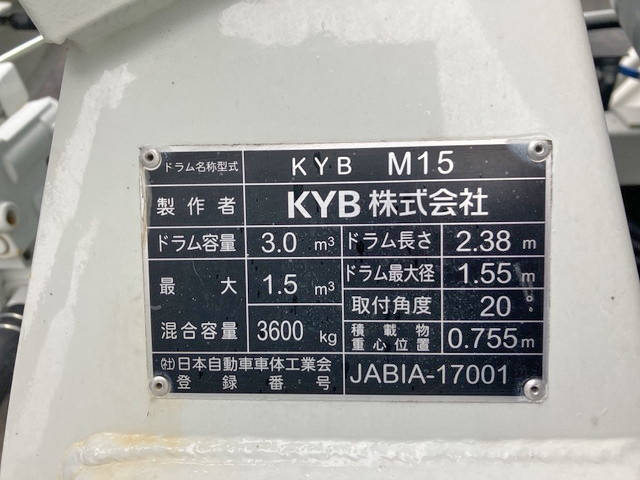 ドラム名称型式 KYB M15
製作者 KYB 株式会社
ドラム容量 3.0 m³ ドラム長さ 2.38 m
最大 1.5 m³ ドラム最大径 1.55 m
取付角度 20°
混合容量 3600 kg 積載物重心位置 0.755 m
㈳日本自動車車体工業会
登録番号 JABIA-17001